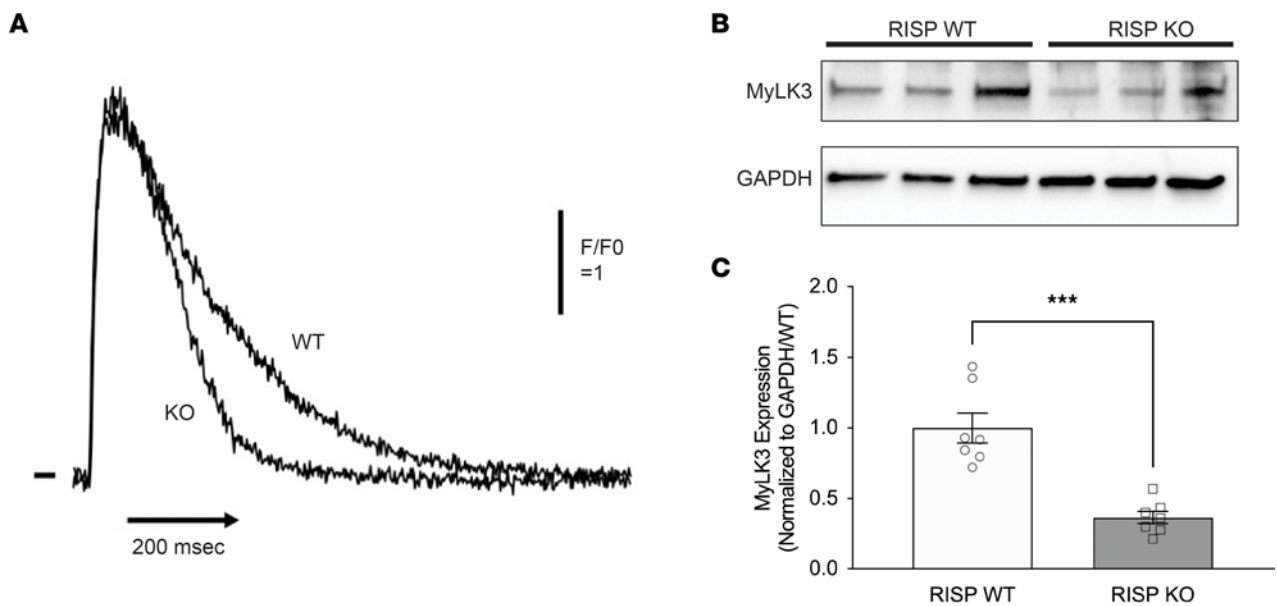 A
F/F0
=1
WT
KO
200 msec
B
RISP WT
RISP KO
MyLK3
GAPDH
C
MyLK3 Expression
(Normalized to GAPDH/WT)
2.0
1.5
1.0
0.5
0.0
***
RISP WT
RISP KO